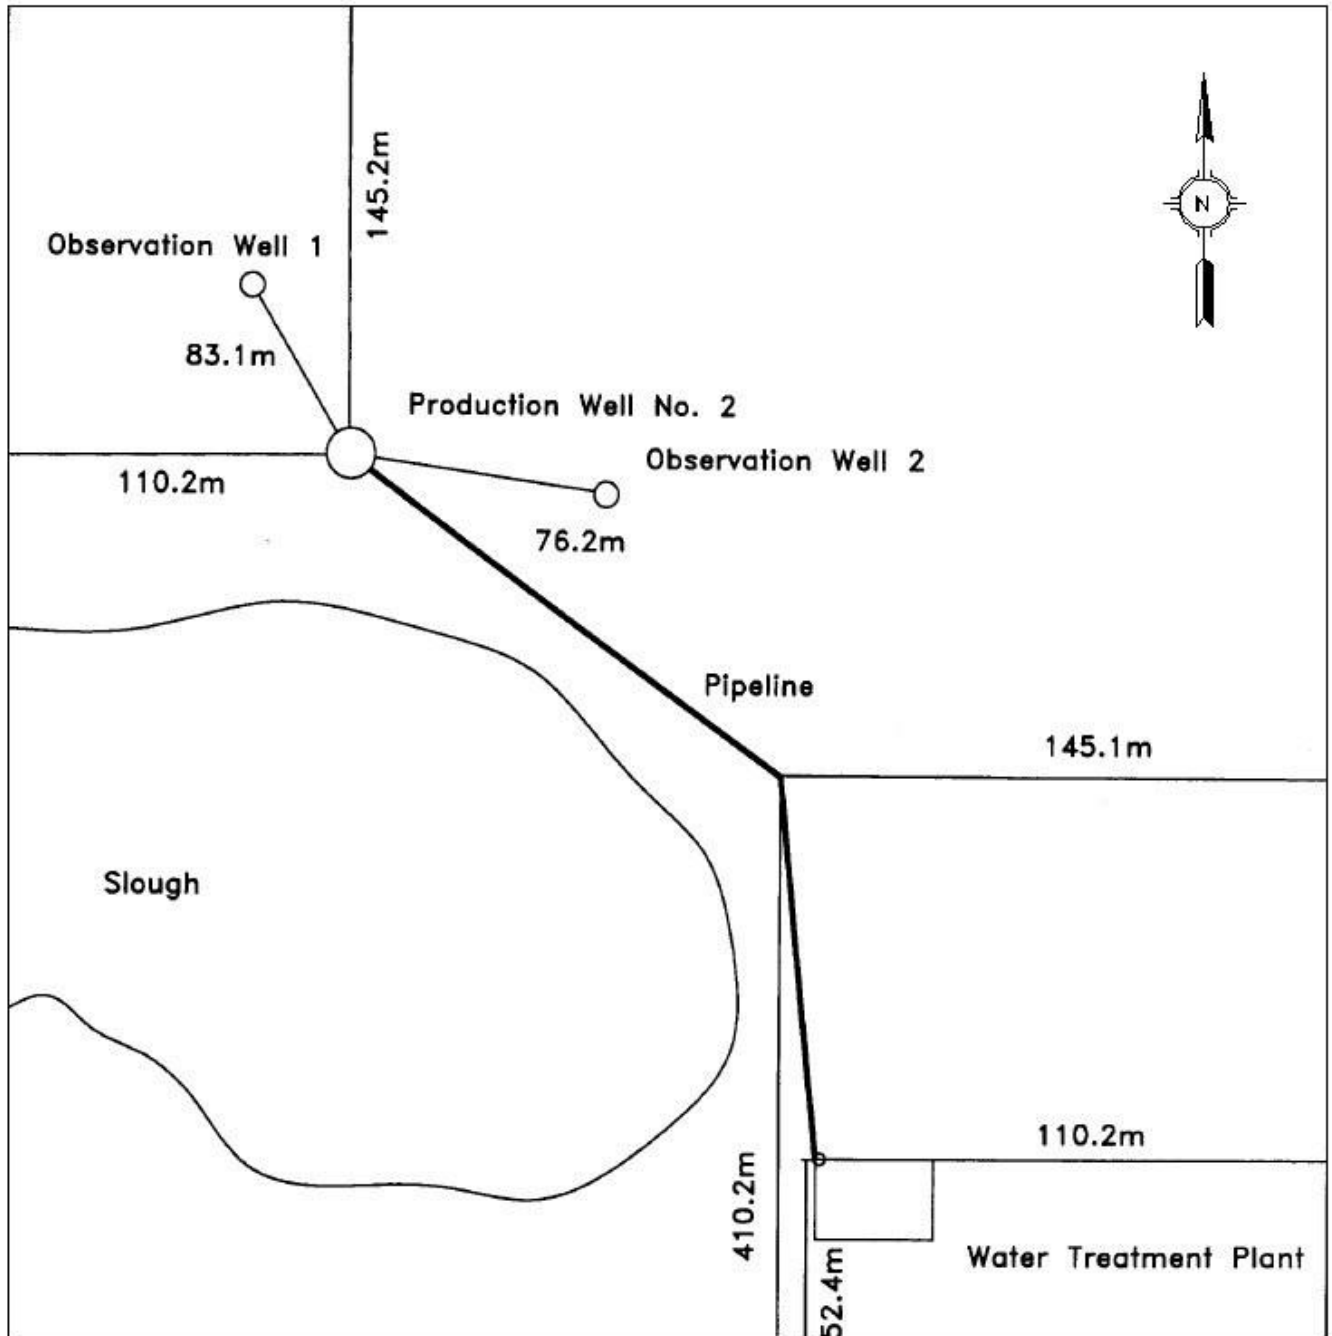 145.2m
Observation Well 1
N
83.1m
Production Well No. 2
Observation Well 2
110.2m
76.2m
Pipeline
145.1m
Slough
110.2m
410.2m
Water Treatment Plant
52.4m